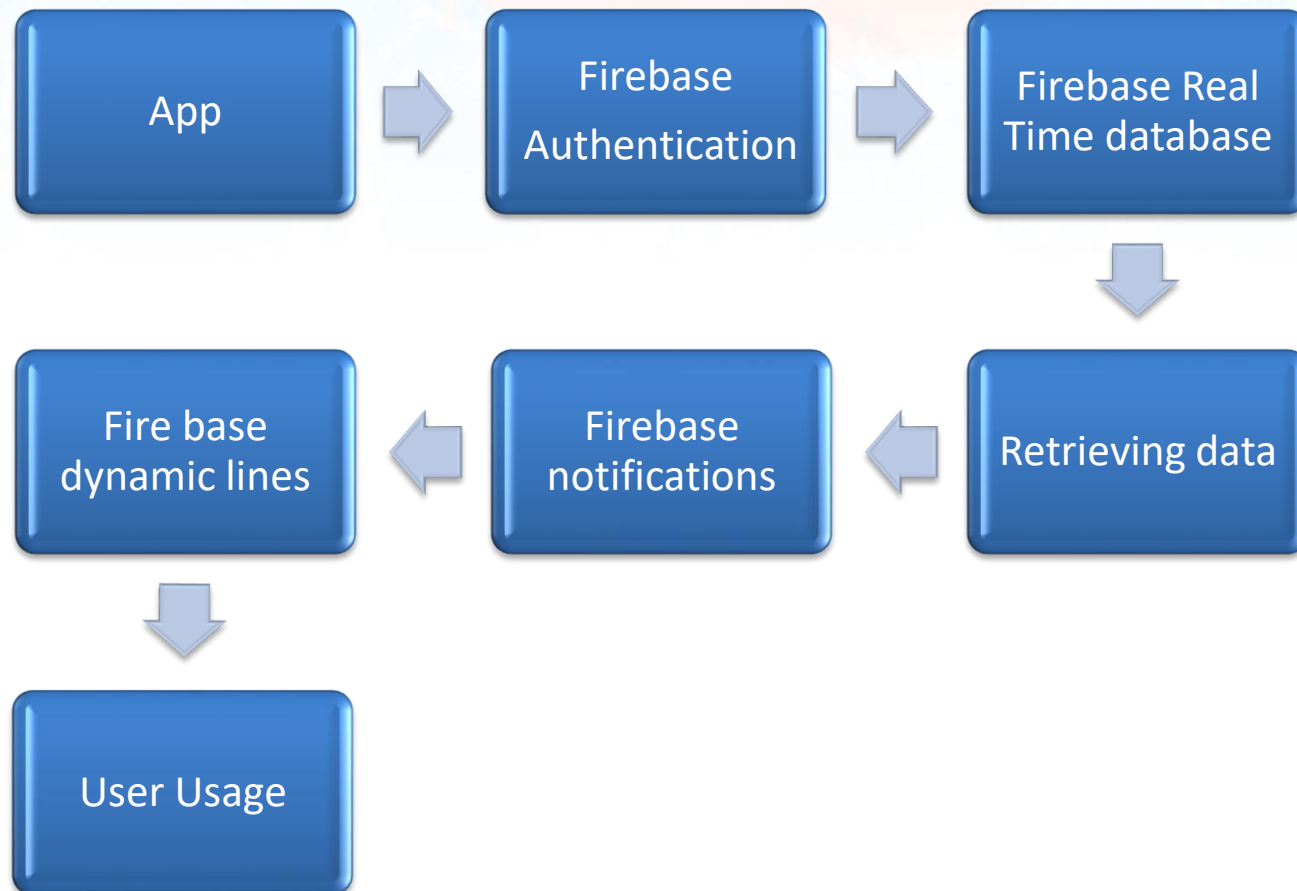 App
Firebase
Authentication
Firebase Real
Time database
Retrieving data
Firebase
notifications
Fire base
dynamic lines
User Usage